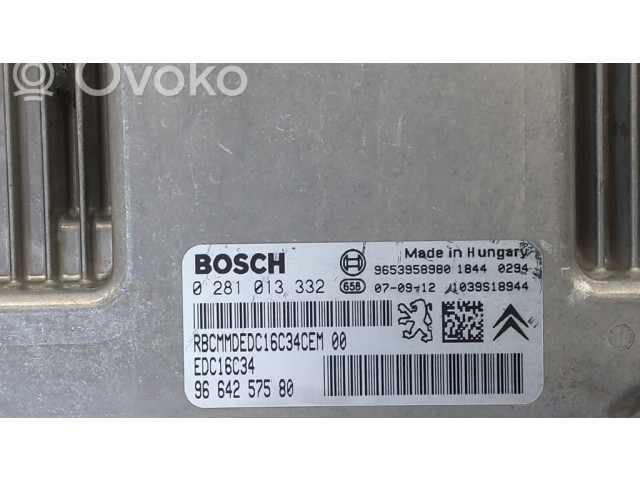 Ovoko
BOSCH
Made in Hungary
9653958980 1844 0294
0 281 013 332
658 07-09-12 1039S18944
RBCMMDEDC16C34CEM 00
EDC16C34
96 642 575 80